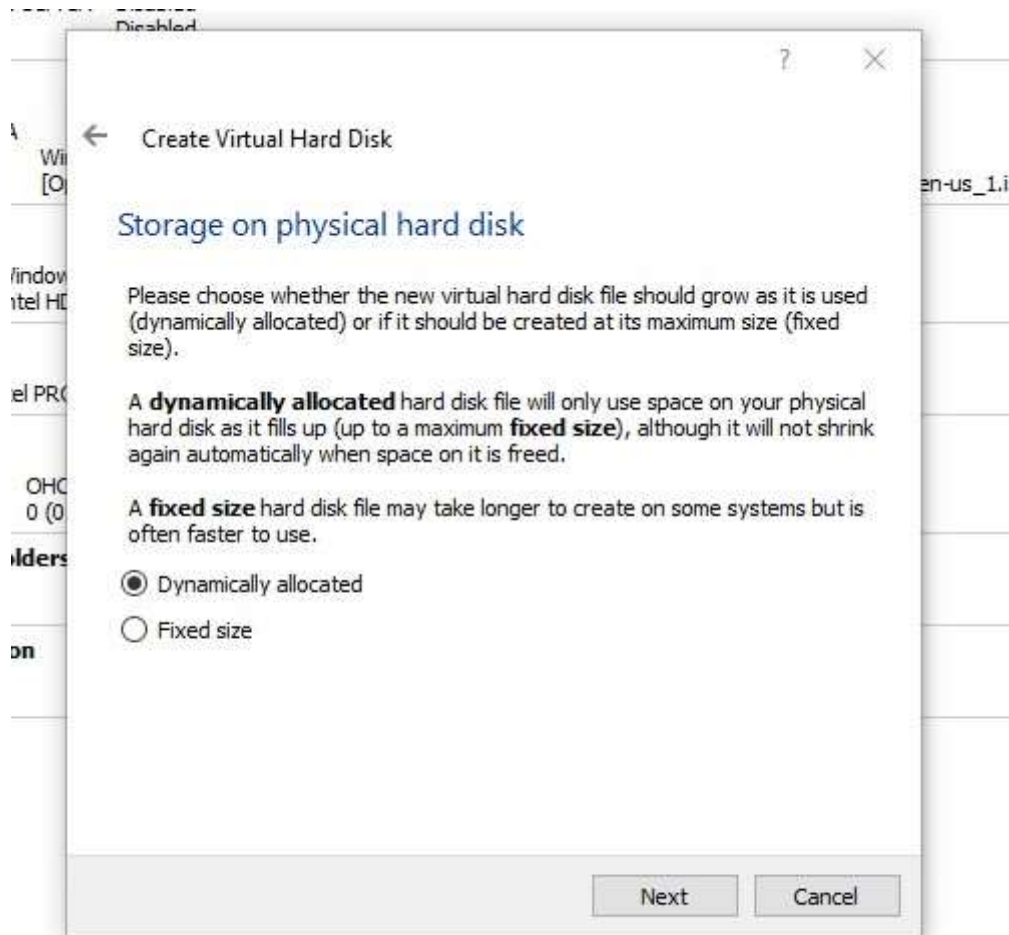 Disabled
?
Create Virtual Hard Disk
en-us_1.i
Storage on physical hard disk
Please choose whether the new virtual hard disk file should grow as it is used
(dynamically allocated) or if it should be created at its maximum size (fixed
size).
A dynamically allocated hard disk file will only use space on your physical
hard disk as it fills up (up to a maximum fixed size), although it will not shrink
again automatically when space on it is freed.
A fixed size hard disk file may take longer to create on some systems but is
often faster to use.
Dynamically allocated
Fixed size
Next
Cancel